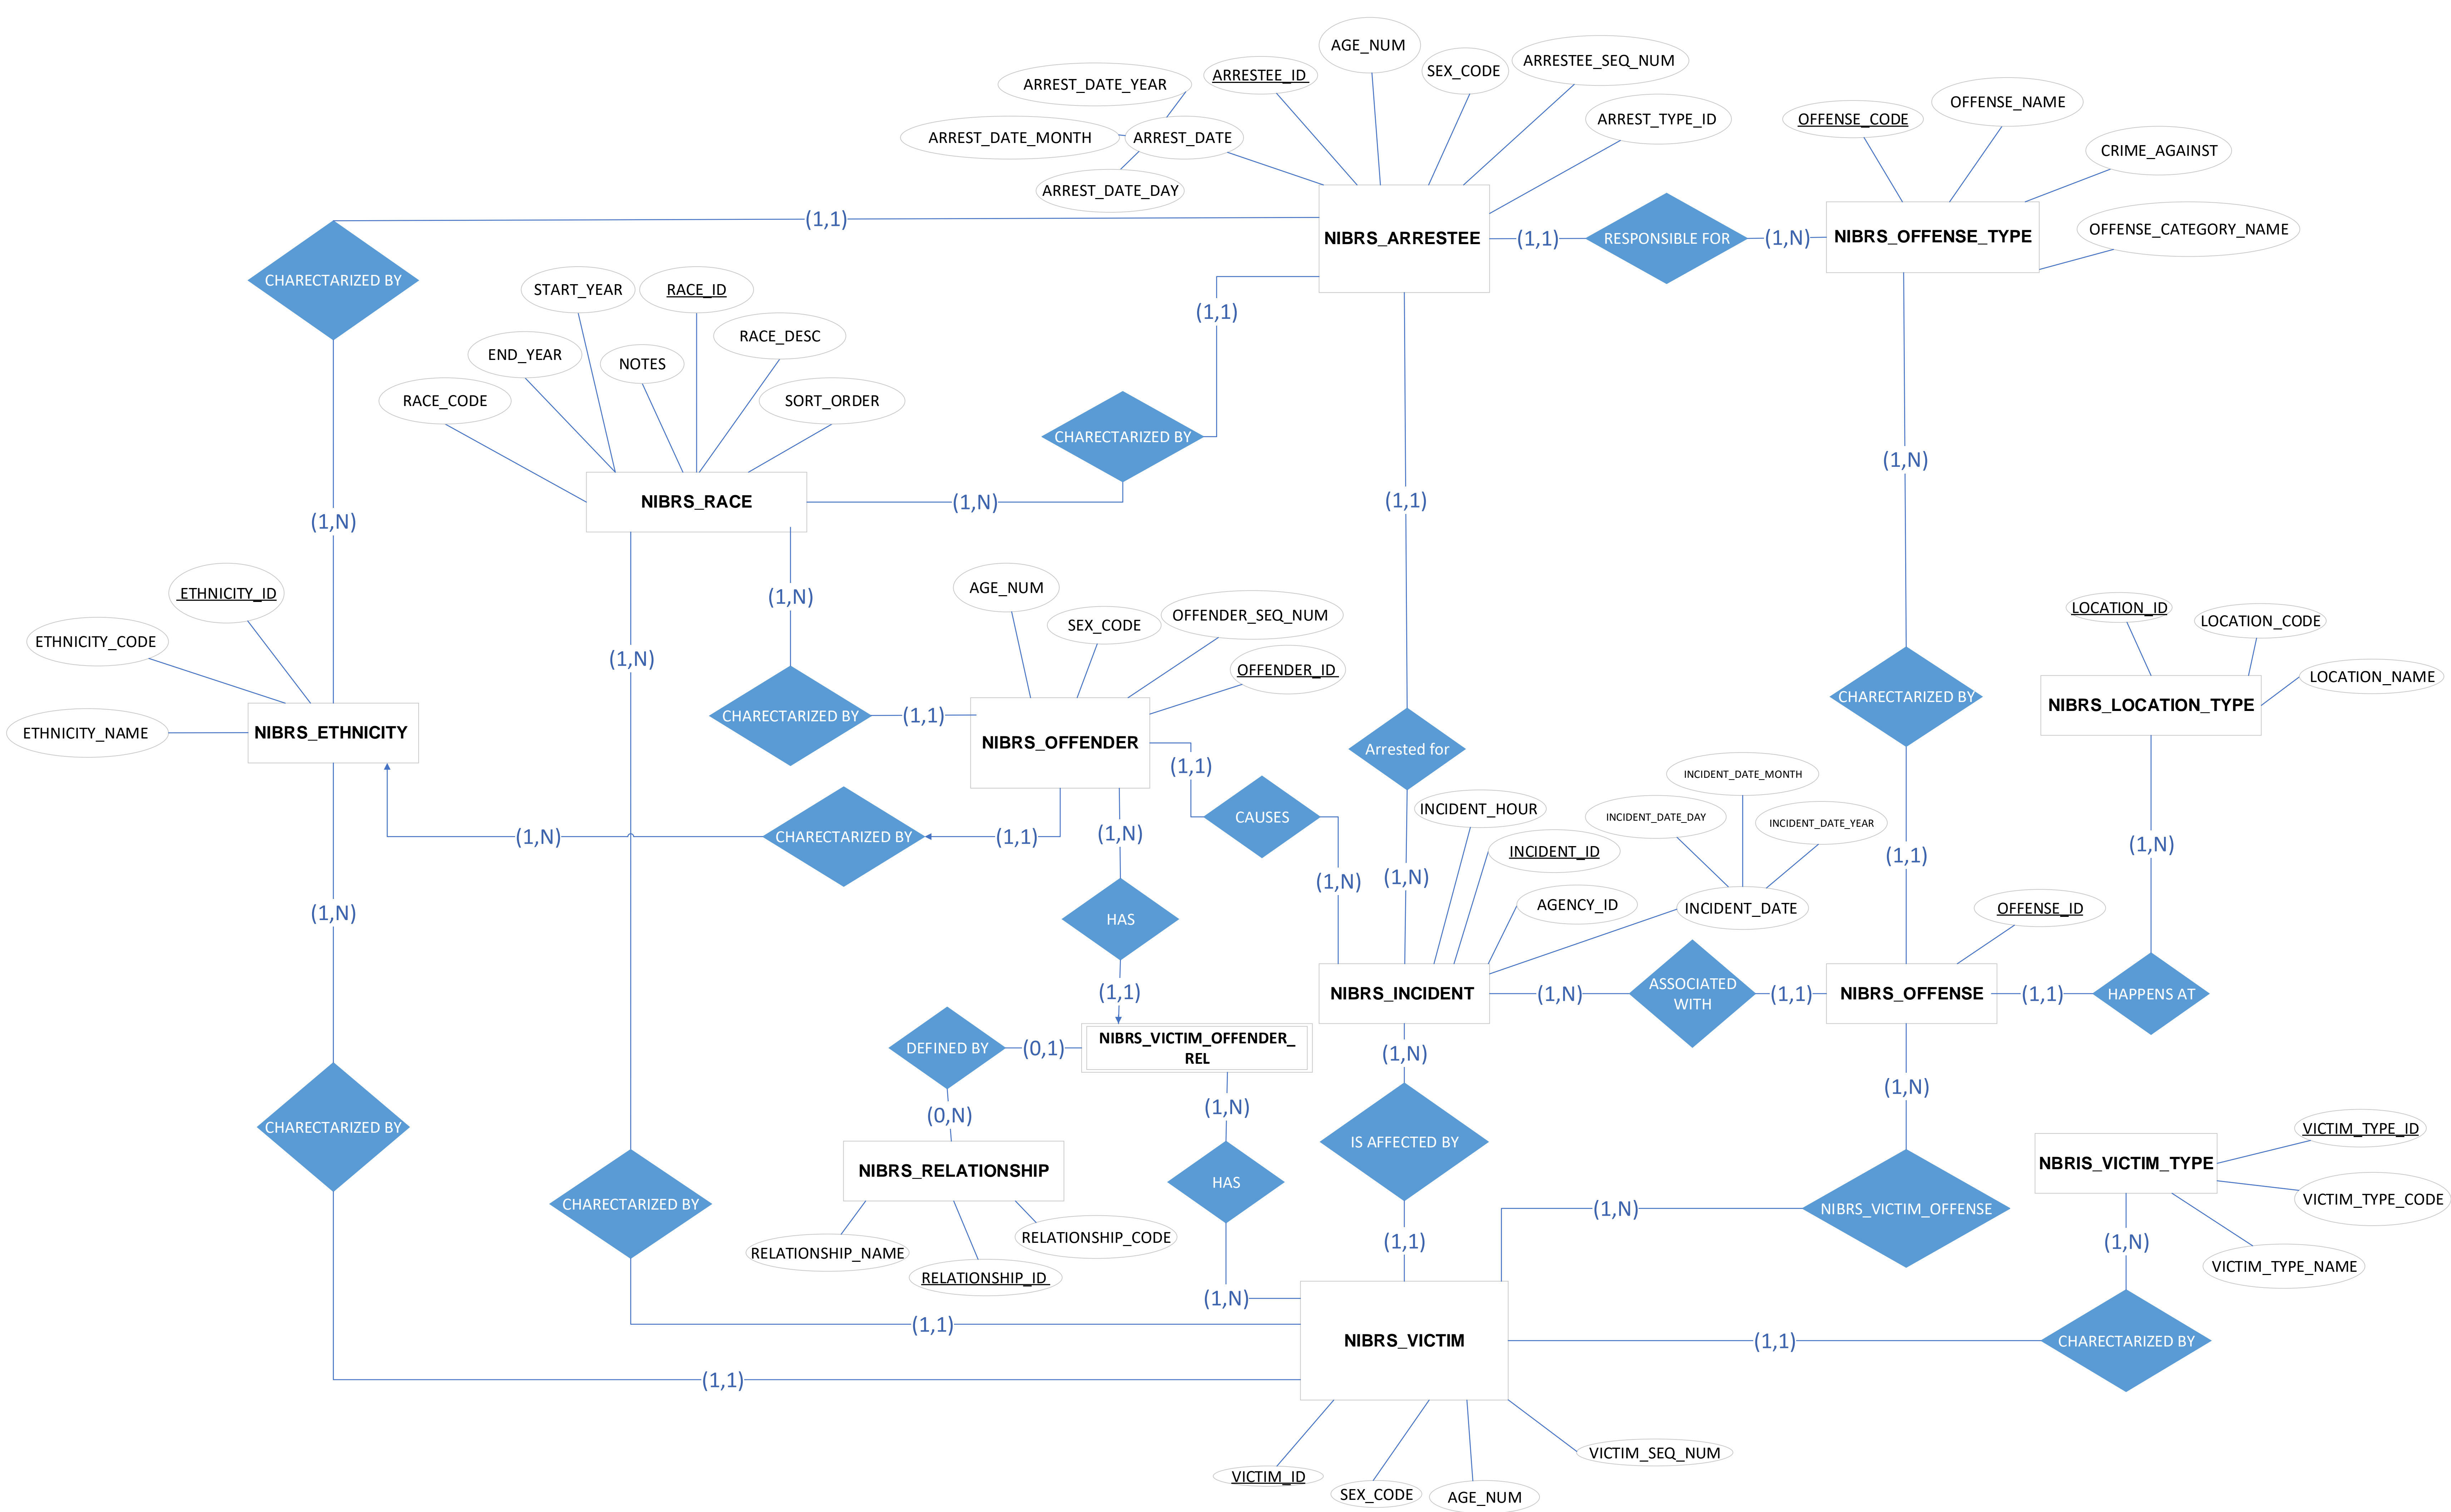 AGE_NUM
ARRESTEE_SEQ_NUM
SEX_CODE
ARRESTEE_ID
ARREST_DATE_YEAR
ARREST_TYPE_ID
ARREST_DATE_MONTH
ARREST_DATE
ARREST_DATE_DAY
OFFENSE_NAME
OFFENSE_CODE
CRIME_AGAINST
OFFENSE_CATEGORY_NAME
(1,1)
NIBRS_ARRESTEE
(1,1)
RESPONSIBLE FOR
(1,N)
NIBRS_OFFENSE_TYPE
CHARECTARIZED BY
START_YEAR
RACE_ID
(1,1)
RACE_DESC
END_YEAR
NOTES
RACE_CODE
SORT_ORDER
CHARECTARIZED BY
(1,N)
NIBRS_RACE
(1,N)
(1,1)
(1,N)
ETHNICITY_ID
AGE_NUM
(1,N)
OFFENDER_SEQ_NUM
SEX_CODE
LOCATION_ID
LOCATION_CODE
ETHNICITY_CODE
(1,N)
OFFENDER_ID
LOCATION_NAME
CHARECTARIZED BY
NIBRS_LOCATION_TYPE
ETHNICITY_NAME
NIBRS_ETHNICITY
CHARECTARIZED BY
(1,1)
NIBRS_OFFENDER
Arrested for
(1,1)
INCIDENT_DATE_MONTH
INCIDENT_HOUR
CAUSES
INCIDENT_DATE_DAY
INCIDENT_DATE_YEAR
(1,N)
CHARECTARIZED BY
(1,1)
(1,N)
INCIDENT_ID
(1,1)
(1,N)
(1,N)
(1,N)
AGENCY_ID
INCIDENT_DATE
OFFENSE_ID
(1,N)
HAS
(1,1)
NIBRS_INCIDENT
(1,N)
ASSOCIATED
WITH
(1,1)
NIBRS_OFFENSE
(1,1)
HAPPENS AT
DEFINED BY
(0,1)
NIBRS_VICTIM_OFFENDER_
REL
(1,N)
(1,N)
(1,N)
(0,N)
CHARECTARIZED BY
IS AFFECTED BY
VICTIM_TYPE_ID
NIBRS_RELATIONSHIP
NBRIS_VICTIM_TYPE
HAS
CHARECTARIZED BY
(1,N)
NIBRS_VICTIM_OFFENSE
VICTIM_TYPE_CODE
RELATIONSHIP_CODE
RELATIONSHIP_NAME
(1,1)
(1,N)
VICTIM_TYPE_NAME
RELATIONSHIP_ID
(1,N)
(1,1)
NIBRS_VICTIM
(1,1)
CHARECTARIZED BY
(1,1)
VICTIM_SEQ_NUM
VICTIM_ID
SEX_CODE
AGE_NUM